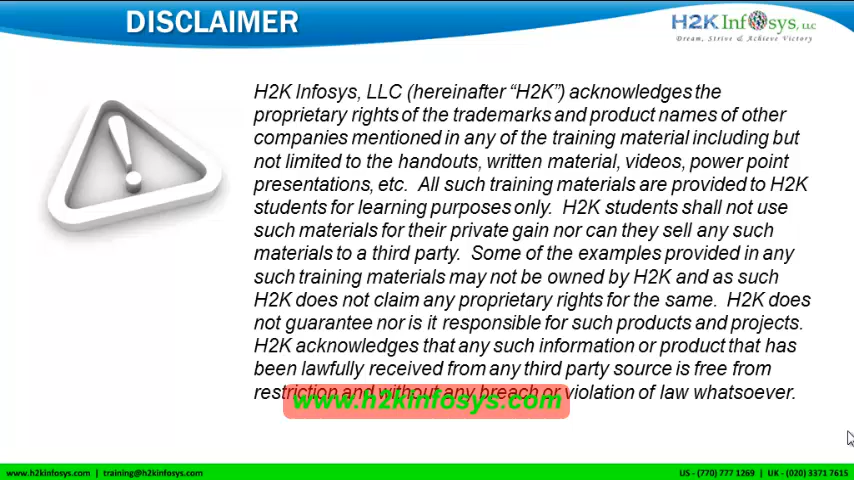 DISCLAIMER
H2K Infosys, LLC
Dream, Strive & Achieve Victory
H2K Infosys, LLC (hereinafter “H2K”) acknowledges the
proprietary rights of the trademarks and product names of other
companies mentioned in any of the training material including but
not limited to the handouts, written material, videos, power point
presentations, etc.  All such training materials are provided to H2K
students for learning purposes only.  H2K students shall not use
such materials for their private gain nor can they sell any such
materials to a third party.  Some of the examples provided in any
such training materials may not be owned by H2K and as such
H2K does not claim any proprietary rights for the same.  H2K does
not guarantee nor is it responsible for such products and projects.
H2K acknowledges that any such information or product that has
been lawfully received from any third party source is free from
restriction and without any breach or violation of law whatsoever.
www.h2kinfosys.com
www.h2kinfosys.com | training@h2kinfosys.com
US - (770) 777 1269 | UK - (020) 3371 7615